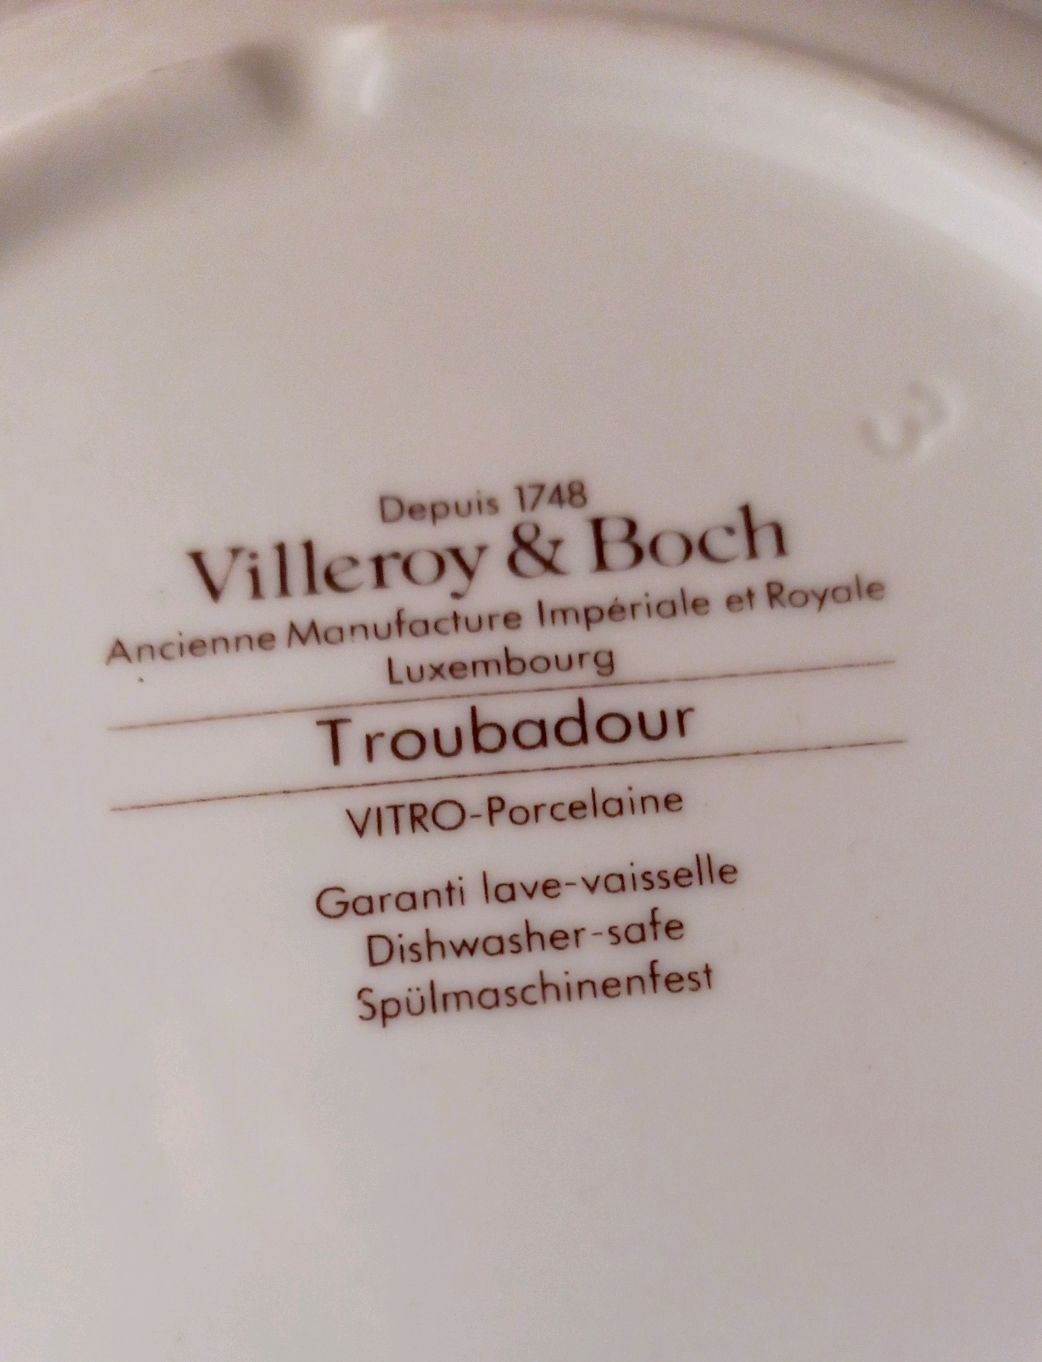 Depuis 1748
Villeroy & Boch
Ancienne Manufacture Impériale et Royale
Luxembourg
Troubadour
VITRO-Porcelaine
Garanti lave-vaisselle
Dishwasher-safe
Spülmaschinenfest
3